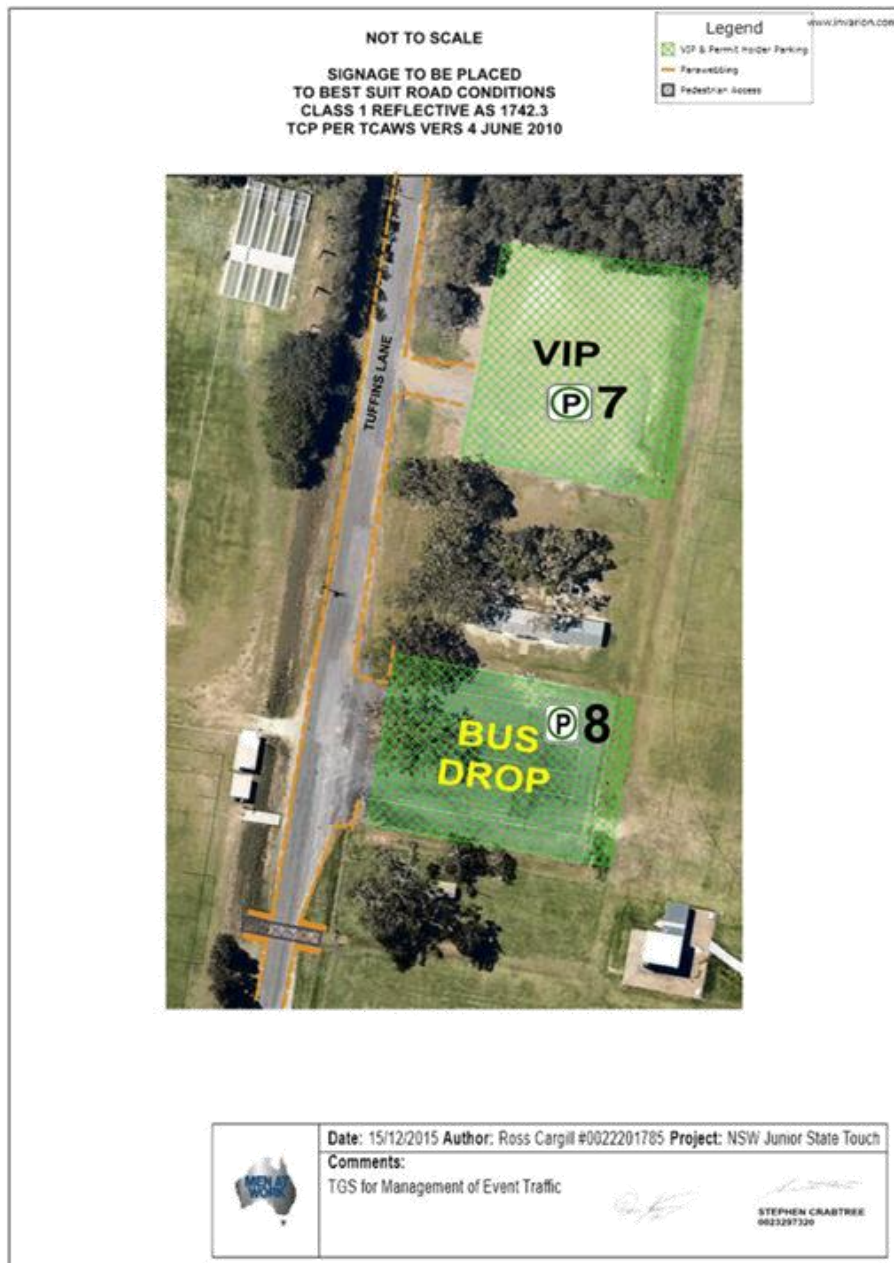 www.invarion.com
NOT TO SCALE
SIGNAGE TO BE PLACED
TO BEST SUIT ROAD CONDITIONS
CLASS 1 REFLECTIVE AS 1742.3
TCP PER TCAWS VERS 4 JUNE 2010
Legend
VIP & Permit Holder Parking
Parawebbing
Pedestrian Access
TUFFINS LANE
VIP
P 7
P 8
BUS
DROP
MEN AT
WORK
Date: 15/12/2015 Author: Ross Cargill #0022201785 Project: NSW Junior State Touch
Comments:
TGS for Management of Event Traffic
STEPHEN CRABTREE
0023297320